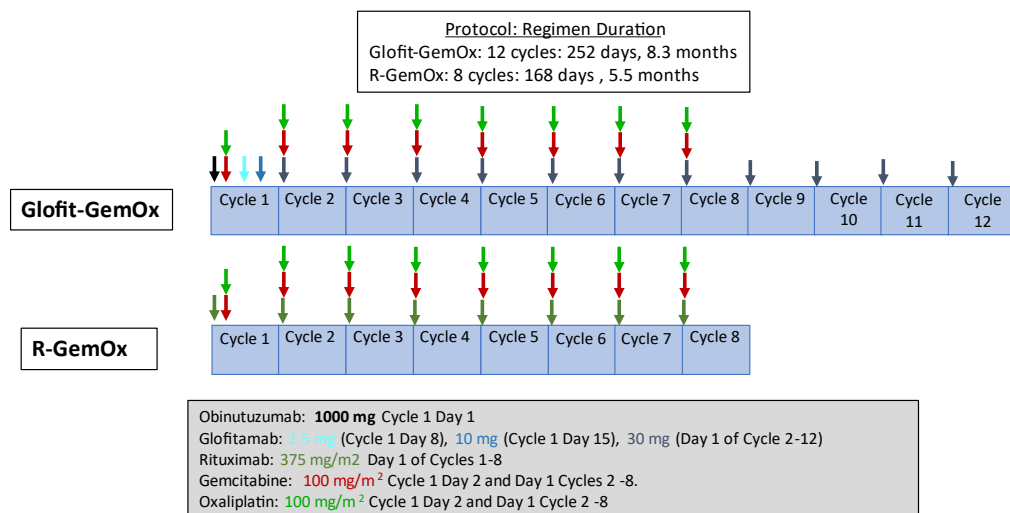 Protocol: Regimen Duration
Glofit-GemOx: 12 cycles: 252 days, 8.3 months
R-GemOx: 8 cycles: 168 days , 5.5 months
Glofit-GemOx
Cycle 1
Cycle 2
Cycle 3
Cycle 4
Cycle 5
Cycle 6
Cycle 7
Cycle 8
Cycle 9
Cycle
10
Cycle
11
Cycle
12
R-GemOx
Cycle 1
Cycle 2
Cycle 3
Cycle 4
Cycle 5
Cycle 6
Cycle 7
Cycle 8
Obinutuzumab: 1000 mg Cycle 1 Day 1
Glofitamab: 2.5 mg (Cycle 1 Day 8), 10 mg (Cycle 1 Day 15), 30 mg (Day 1 of Cycle 2-12)
Rituximab: 375 mg/m2 Day 1 of Cycles 1-8
Gemcitabine: 100 mg/m² Cycle 1 Day 2 and Day 1 Cycles 2 -8.
Oxaliplatin: 100 mg/m² Cycle 1 Day 2 and Day 1 Cycle 2 -8